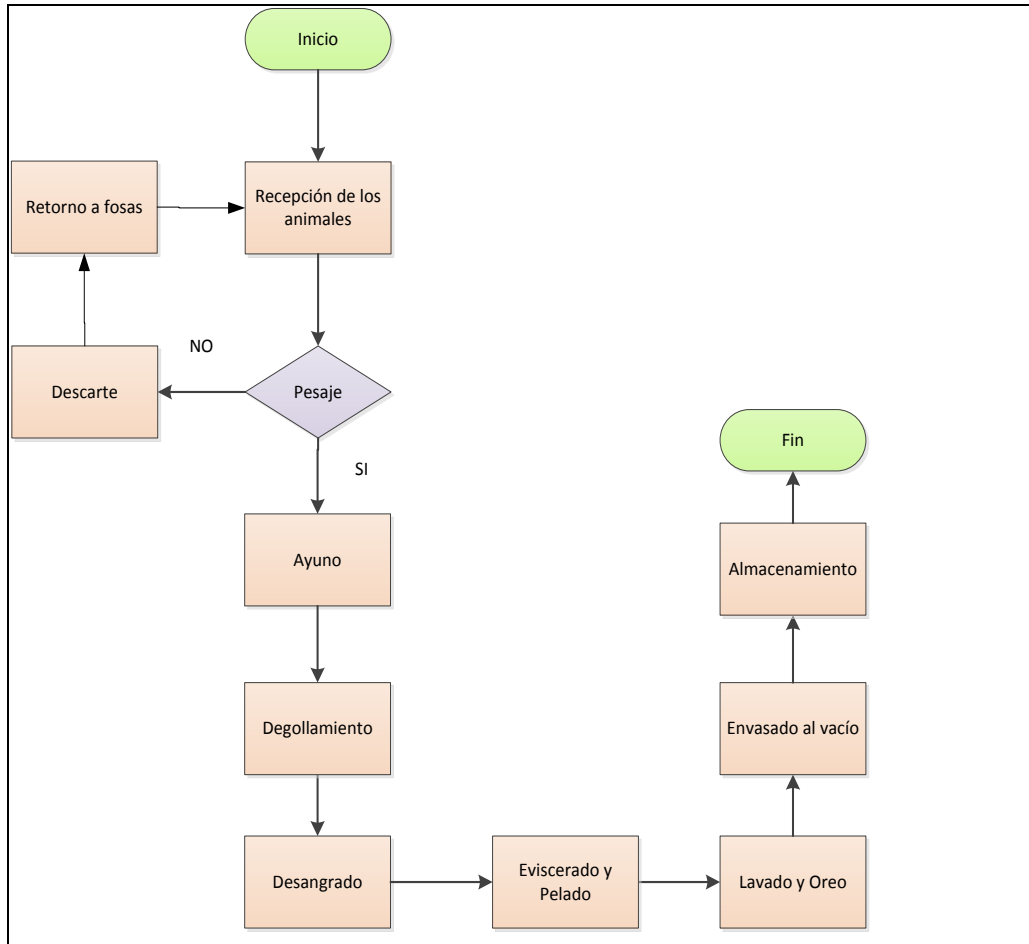 Inicio
Retorno a fosas
Recepción de los
animales
NO
Descarte
Pesaje
SI
Fin
Ayuno
Almacenamiento
Degollamiento
Envasado al vacío
Desangrado
Eviscerado y
Pelado
Lavado y Oreo